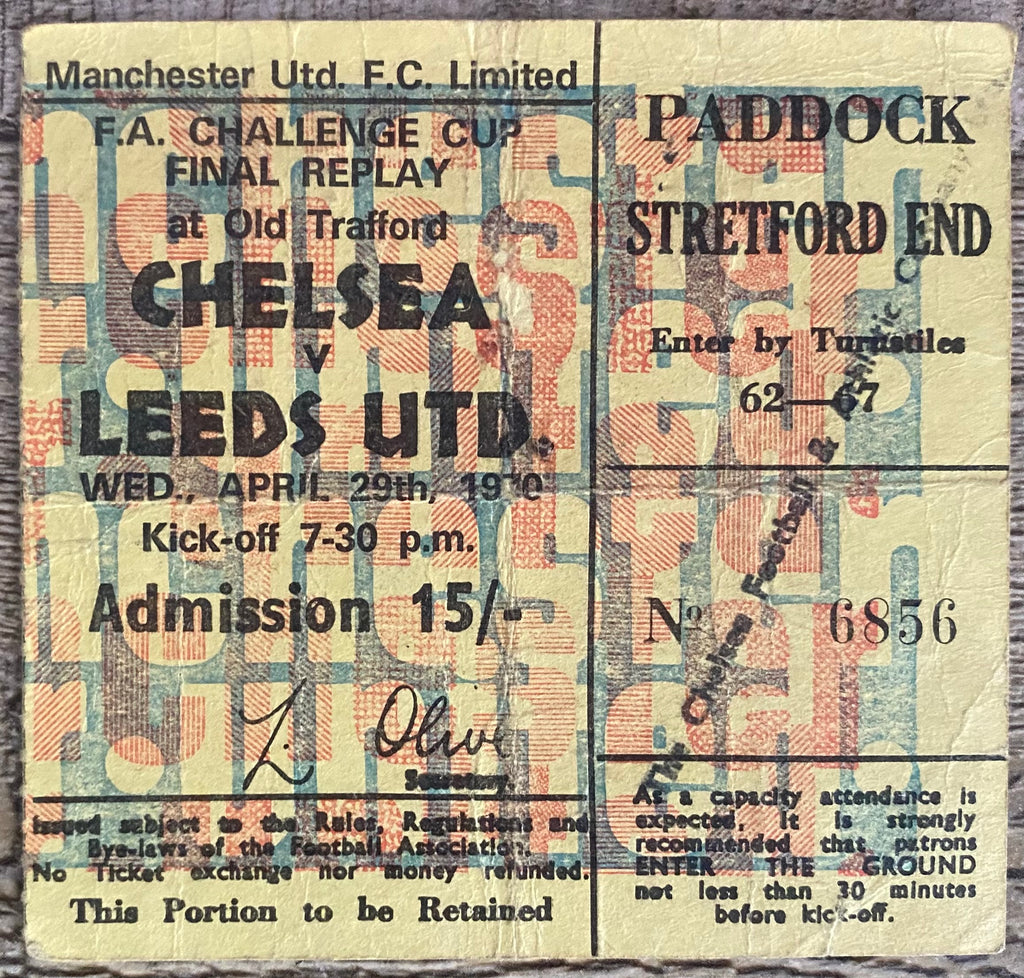 Manchester Utd. F.C. Limited
F.A. CHALLENGE CUP
FINAL REPLAY
at Old Trafford
CHELSEA
v
LEEDS UTD.
WED., APRIL 29th, 1970
Kick-off 7-30 p.m.
Admission 15/-
L. Olive
Secretary.
Issued subject to the Rules, Regulations and
Bye-laws of the Football Association.
No Ticket exchange nor money refunded.
This Portion to be Retained
PADDOCK
STRETFORD END
Enter by Turnstiles
62—67
No 6856
The Chelsea Football & Athletic
As a capacity attendance is
expected, it is strongly
recommended that patrons
ENTER THE GROUND
not less than 30 minutes
before kick-off.